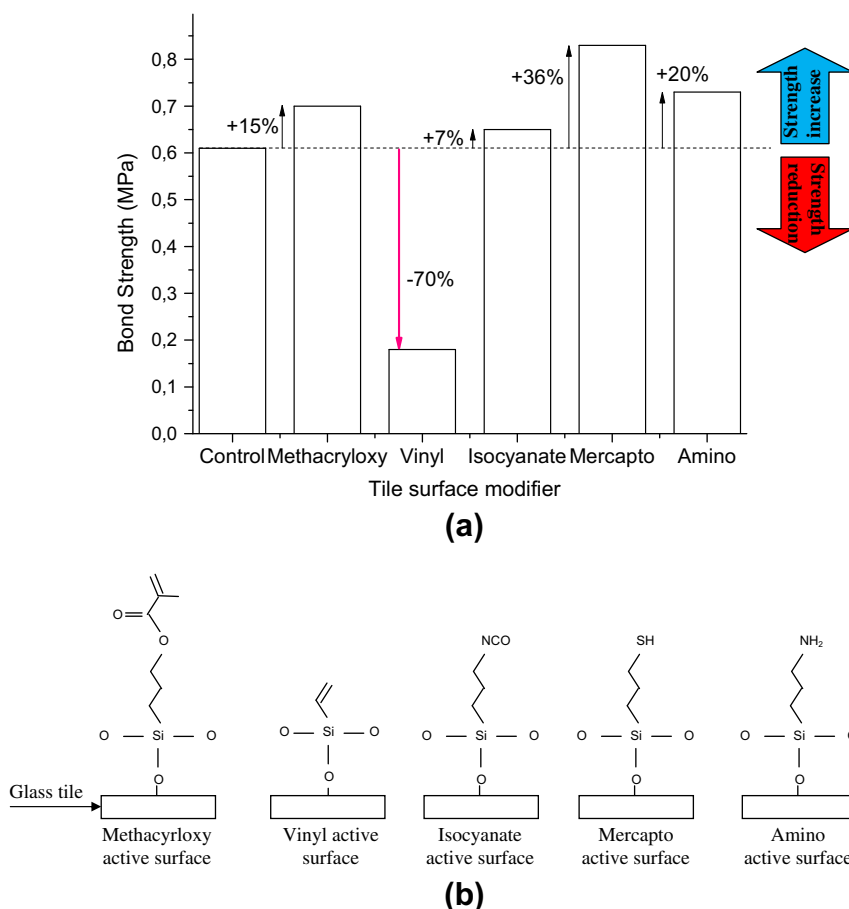 0,8
0,7
0,6
0,5
0,4
0,3
0,2
0,1
0,0
Bond Strength (MPa)
+15%
-70%
+7%
+36%
+20%
Strength
increase
Strength
reduction
Control
Methacryloxy
Vinyl
Isocyanate
Mercapto
Amino
Tile surface modifier
(a)
O
O
O
Si
O
O
O
Si
O
O
NCO
O
Si
O
O
SH
O
Si
O
O
NH₂
O
Si
O
O
Glass tile
Methacyrloxy
active surface
Vinyl active
surface
Isocyanate
active surface
Mercapto
active surface
Amino
active surface
(b)